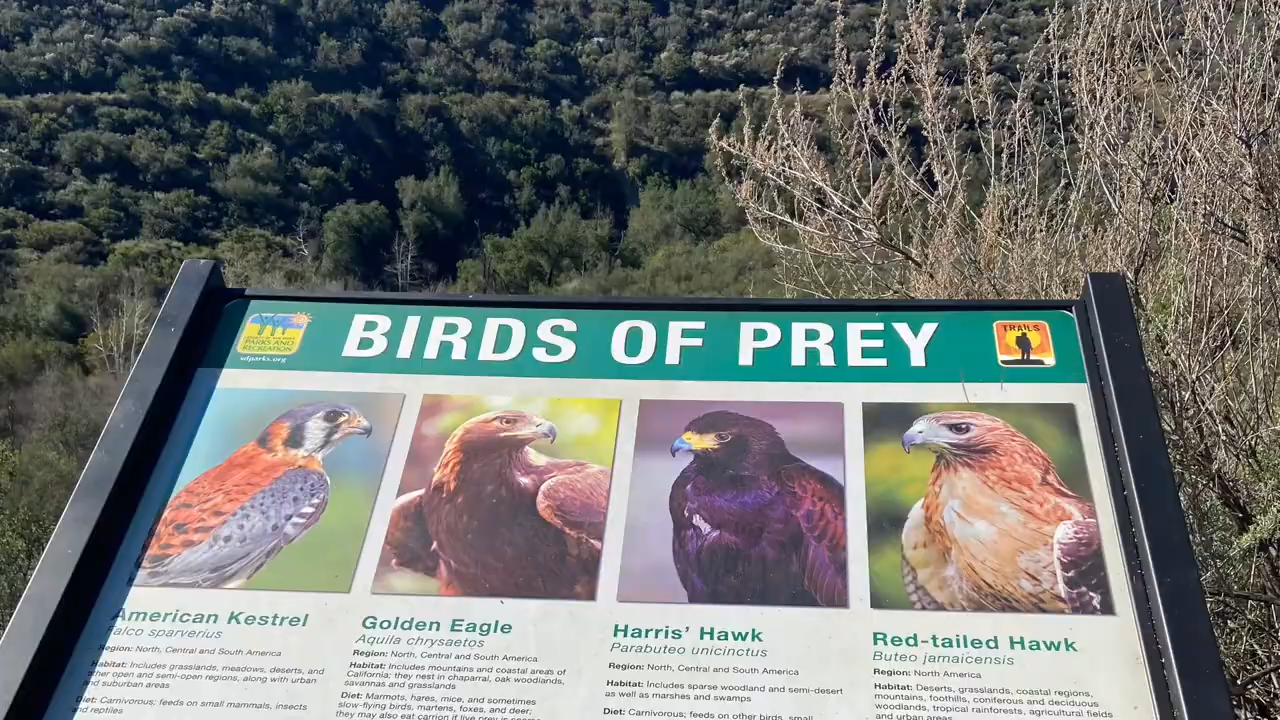 BIRDS OF PREY
PARKS AND
RECREATION
sdparks.org
TRAILS
American Kestrel
Falco sparverius
Region: North, Central and South America
Habitat: Includes grasslands, meadows, deserts, and
other open and semi-open regions, along with urban
and suburban areas
Diet: Carnivorous; feeds on small mammals, insects
and reptiles
Golden Eagle
Aquila chrysaetos
Region: North, Central and South America
Habitat: Includes mountains and coastal areas of
California; they nest in chaparral, oak woodlands,
savannas and grasslands
Diet: Marmots, hares, mice, and sometimes
slow-flying birds, martens, foxes, and deer;
they may also eat carrion if live prey is
Harris' Hawk
Parabuteo unicinctus
Region: North, Central and South America
Habitat: Includes sparse woodland and semi-desert
as well as marshes and swamps
Diet: Carnivorous; feeds on other birds, small
Red-tailed Hawk
Buteo jamaicensis
Region: North America
Habitat: Deserts, grasslands, coastal regions,
mountains, foothills, coniferous and deciduous
woodlands, tropical rainforests, agricultural fields
and urban areas